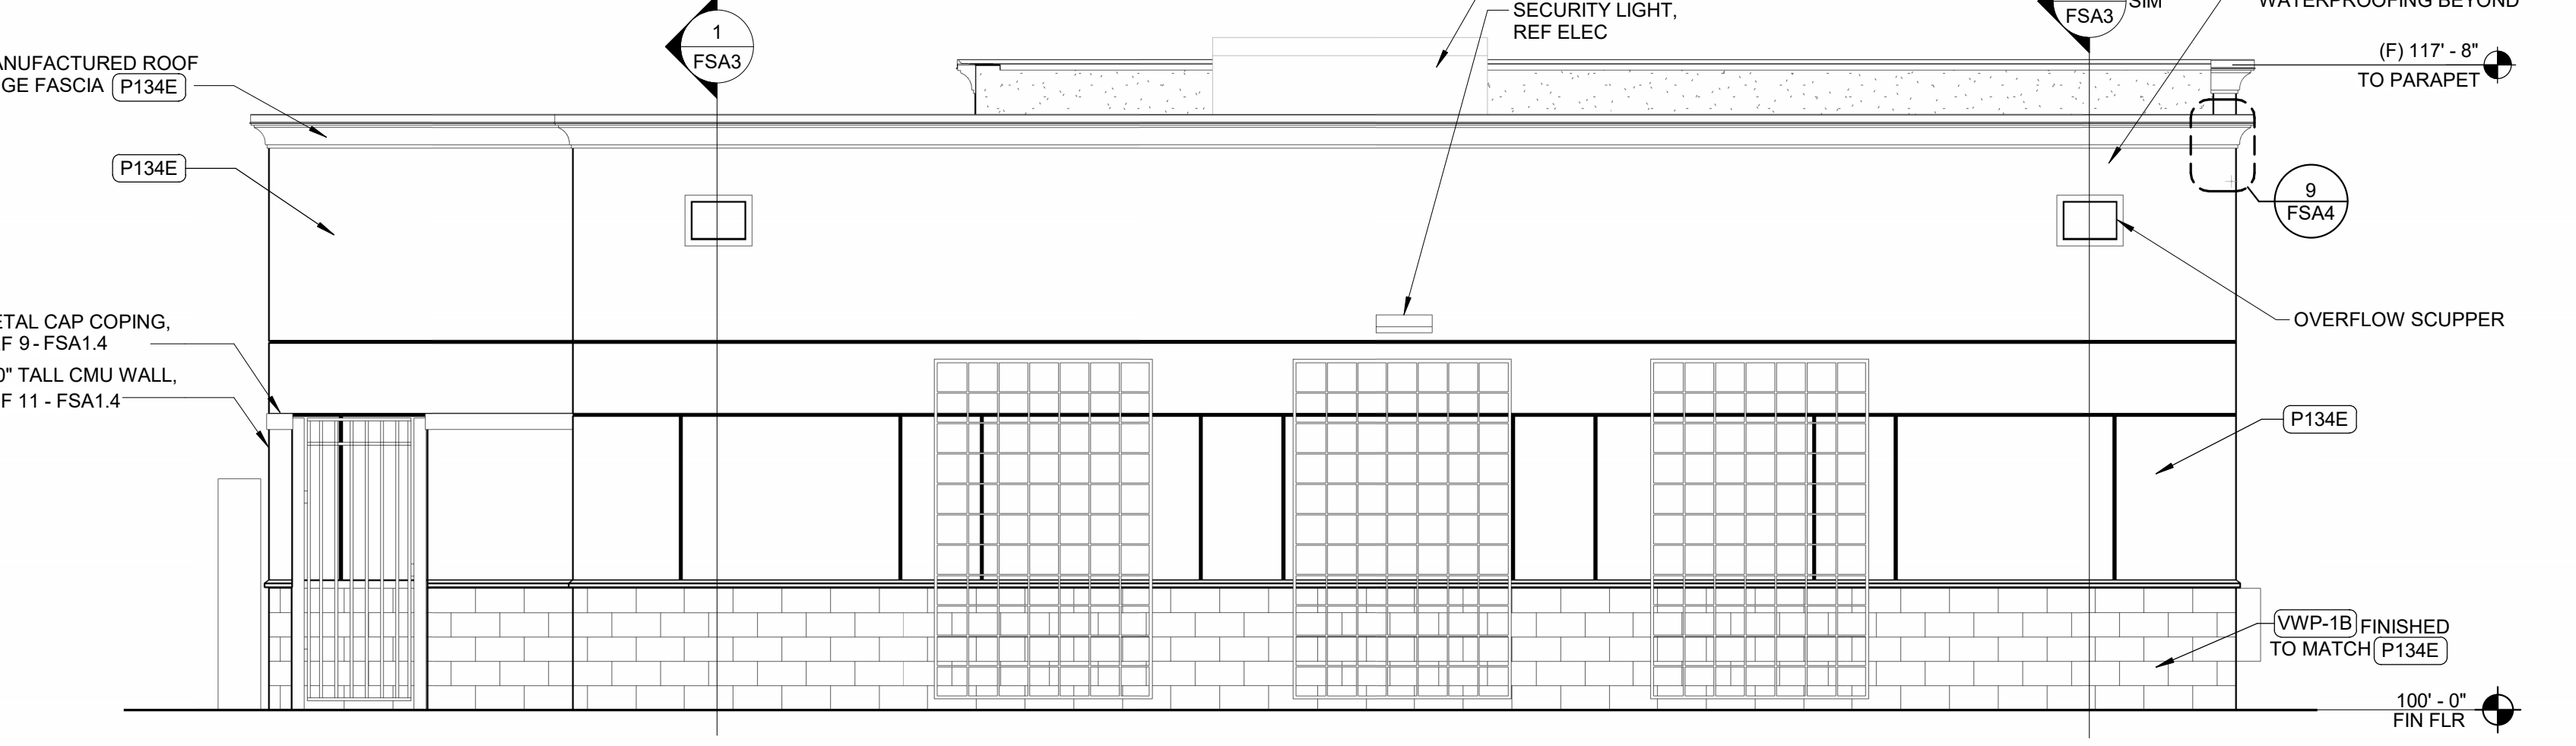 SECURITY LIGHT,
REF ELEC
1
FSA3
FSA3
SIM
WATERPROOFING BEYOND
(F) 117' - 8"
TO PARAPET
ANUFACTURED ROOF
GE FASCIA P134E
P134E
9
FSA4
ETAL CAP COPING,
F 9 - FSA1.4
0" TALL CMU WALL,
F 11 - FSA1.4
OVERFLOW SCUPPER
P134E
VWP-1B FINISHED
TO MATCH P134E
100' - 0"
FIN FLR